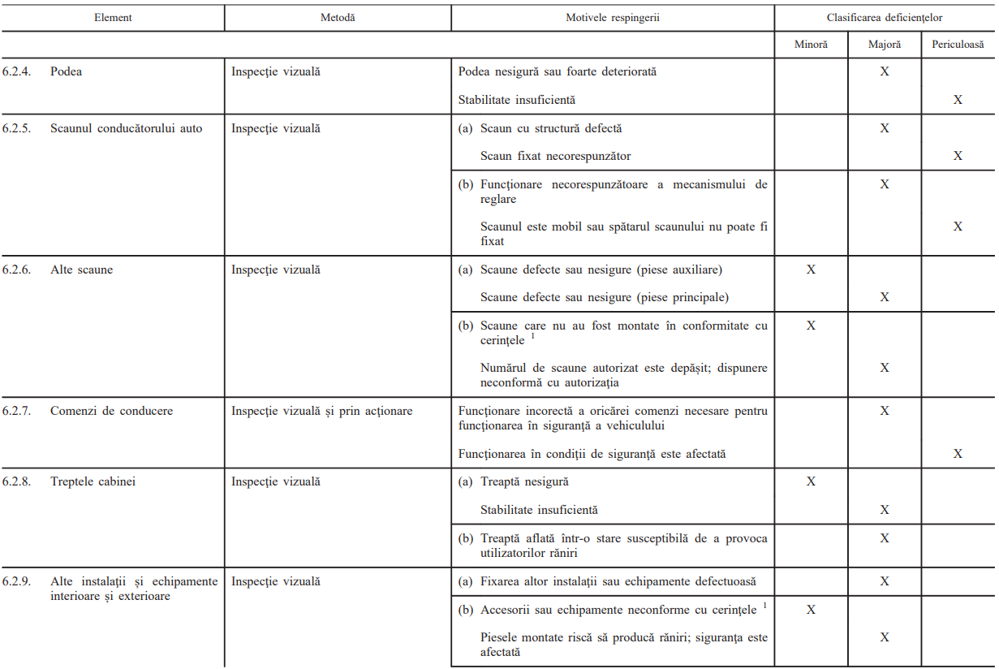 Element Metodă Motivele respingerii Clasificarea deficiențelor
Minoră Majoră Periculoasă
6.2.4. Podea Inspecție vizuală Podea nesigură sau foarte deteriorată X
Stabilitate insuficientă X
6.2.5. Scaunul conducătorului auto Inspecție vizuală (a) Scaun cu structură defectă X
Scaun fixat necorespunzător X
(b) Funcționare necorespunzătoare a mecanismului de X
reglare
Scaunul este mobil sau spătarul scaunului nu poate fi X
fixat
6.2.6. Alte scaune Inspecție vizuală (a) Scaune defecte sau nesigure (piese auxiliare) X
Scaune defecte sau nesigure (piese principale) X
(b) Scaune care nu au fost montate în conformitate cu X
cerințele 1
Numărul de scaune autorizat este depășit; dispunere X
neconformă cu autorizația
6.2.7. Comenzi de conducere Inspecție vizuală și prin acționare Funcționare incorectă a oricărei comenzi necesare pentru X
funcționarea în siguranță a vehiculului
Funcționarea în condiții de siguranță este afectată X
6.2.8. Treptele cabinei Inspecție vizuală (a) Treaptă nesigură X
Stabilitate insuficientă X
(b) Treaptă aflată într-o stare susceptibilă de a provoca X
utilizatorilor răniri
6.2.9. Alte instalații și echipamente Inspecție vizuală (a) Fixarea altor instalații sau echipamente defectuoasă X
interioare și exterioare
(b) Accesorii sau echipamente neconforme cu cerințele 1 X
Piesele montate riscă să producă răniri; siguranța este X
afectată